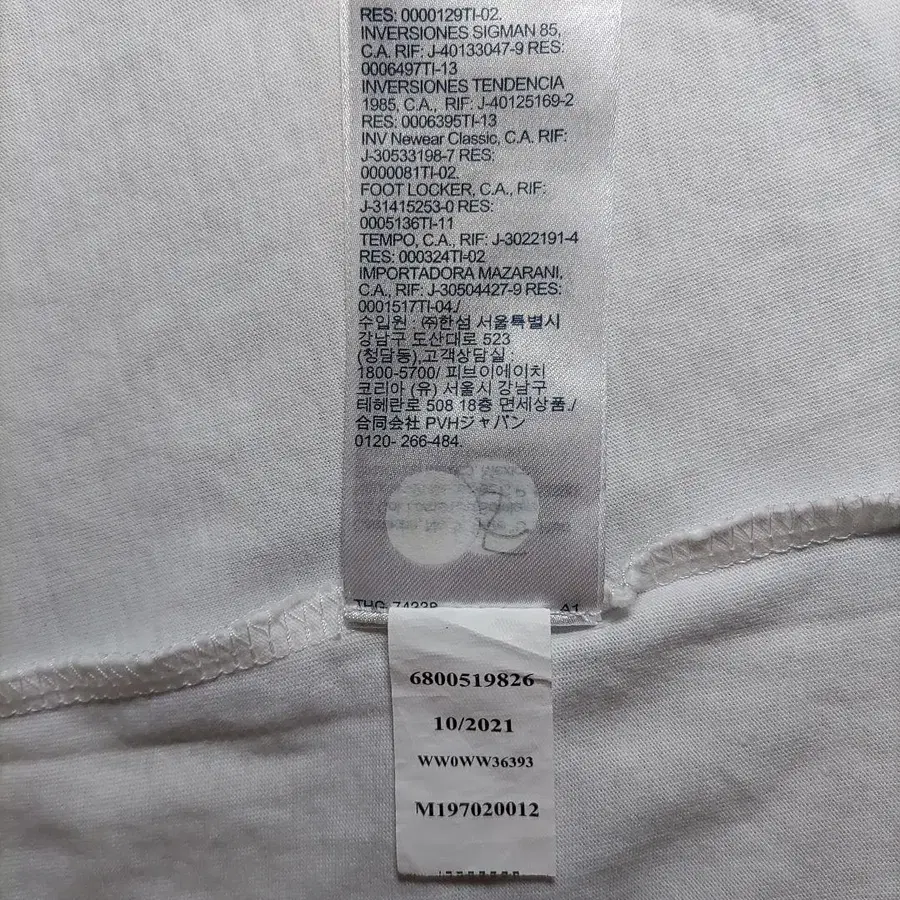 RES: 0000129TI-02.
INVERSIONES SIGMAN 85,
C.A. RIF: J-40133047-9 RES:
0006497TI-13
INVERSIONES TENDENCIA
1985, C.A., RIF: J-40125169-2
RES: 0006395TI-13
INV Newear Classic, C.A. RIF:
J-30533198-7 RES:
0000081TI-02.
FOOT LOCKER, C.A., RIF:
J-31415253-0 RES:
0005136TI-11
TEMPO, C.A., RIF: J-3022191-4
RES: 000324TI-02
IMPORTADORA MAZARANI,
C.A., RIF: J-30504427-9 RES:
0001517TI-04./
수입원 : ㈜한섬 서울특별시
강남구 도산대로 523
(청담동),고객상담실 :
1800-5700/ 피브이에이치
코리아 (유) 서울시 강남구
테헤란로 508 18층 면세상품./
合同会社 PVHジャパン
0120- 266-484.
A1
6800519826
10/2021
WW0WW36393
M197020012